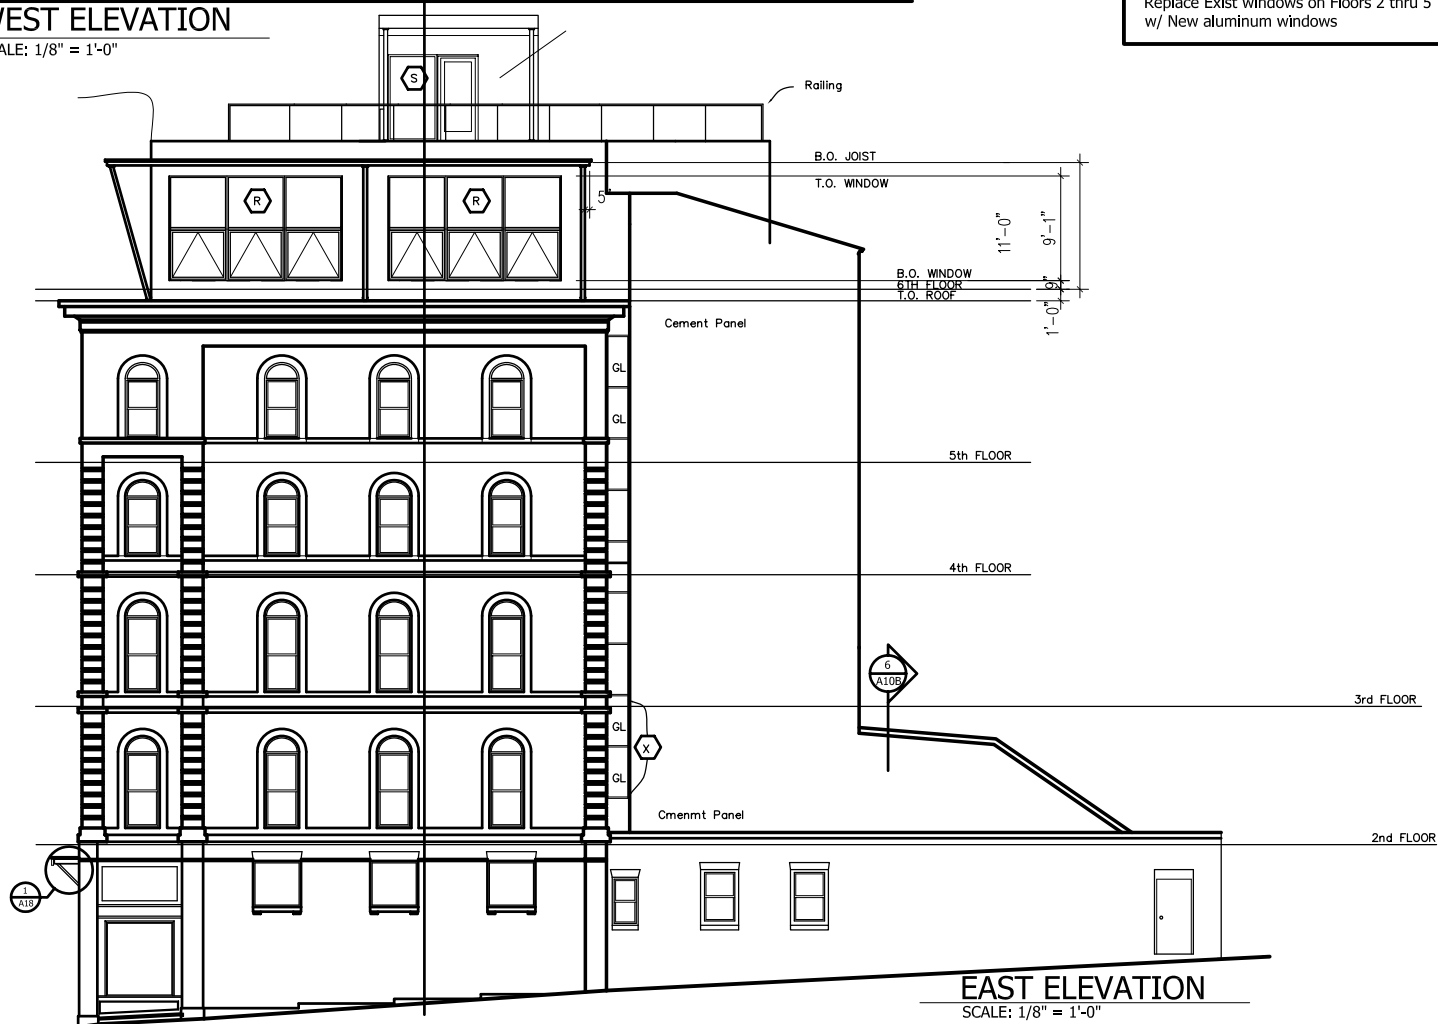 WEST ELEVATION
SCALE: 1/8" = 1'-0"
Replace Exist windows on Floors 2 thru 5
w/ New aluminum windows
S
Railing
B.O. JOIST
T.O. WINDOW
R
R
5
11'-0"
9'-1"
B.O. WINDOW
6TH FLOOR
T.O. ROOF
9"
1'-0"
Cement Panel
GL
GL
5th FLOOR
4th FLOOR
6
A10B
3rd FLOOR
GL
X
GL
Cmenmt Panel
2nd FLOOR
1
A18
EAST ELEVATION
SCALE: 1/8" = 1'-0"